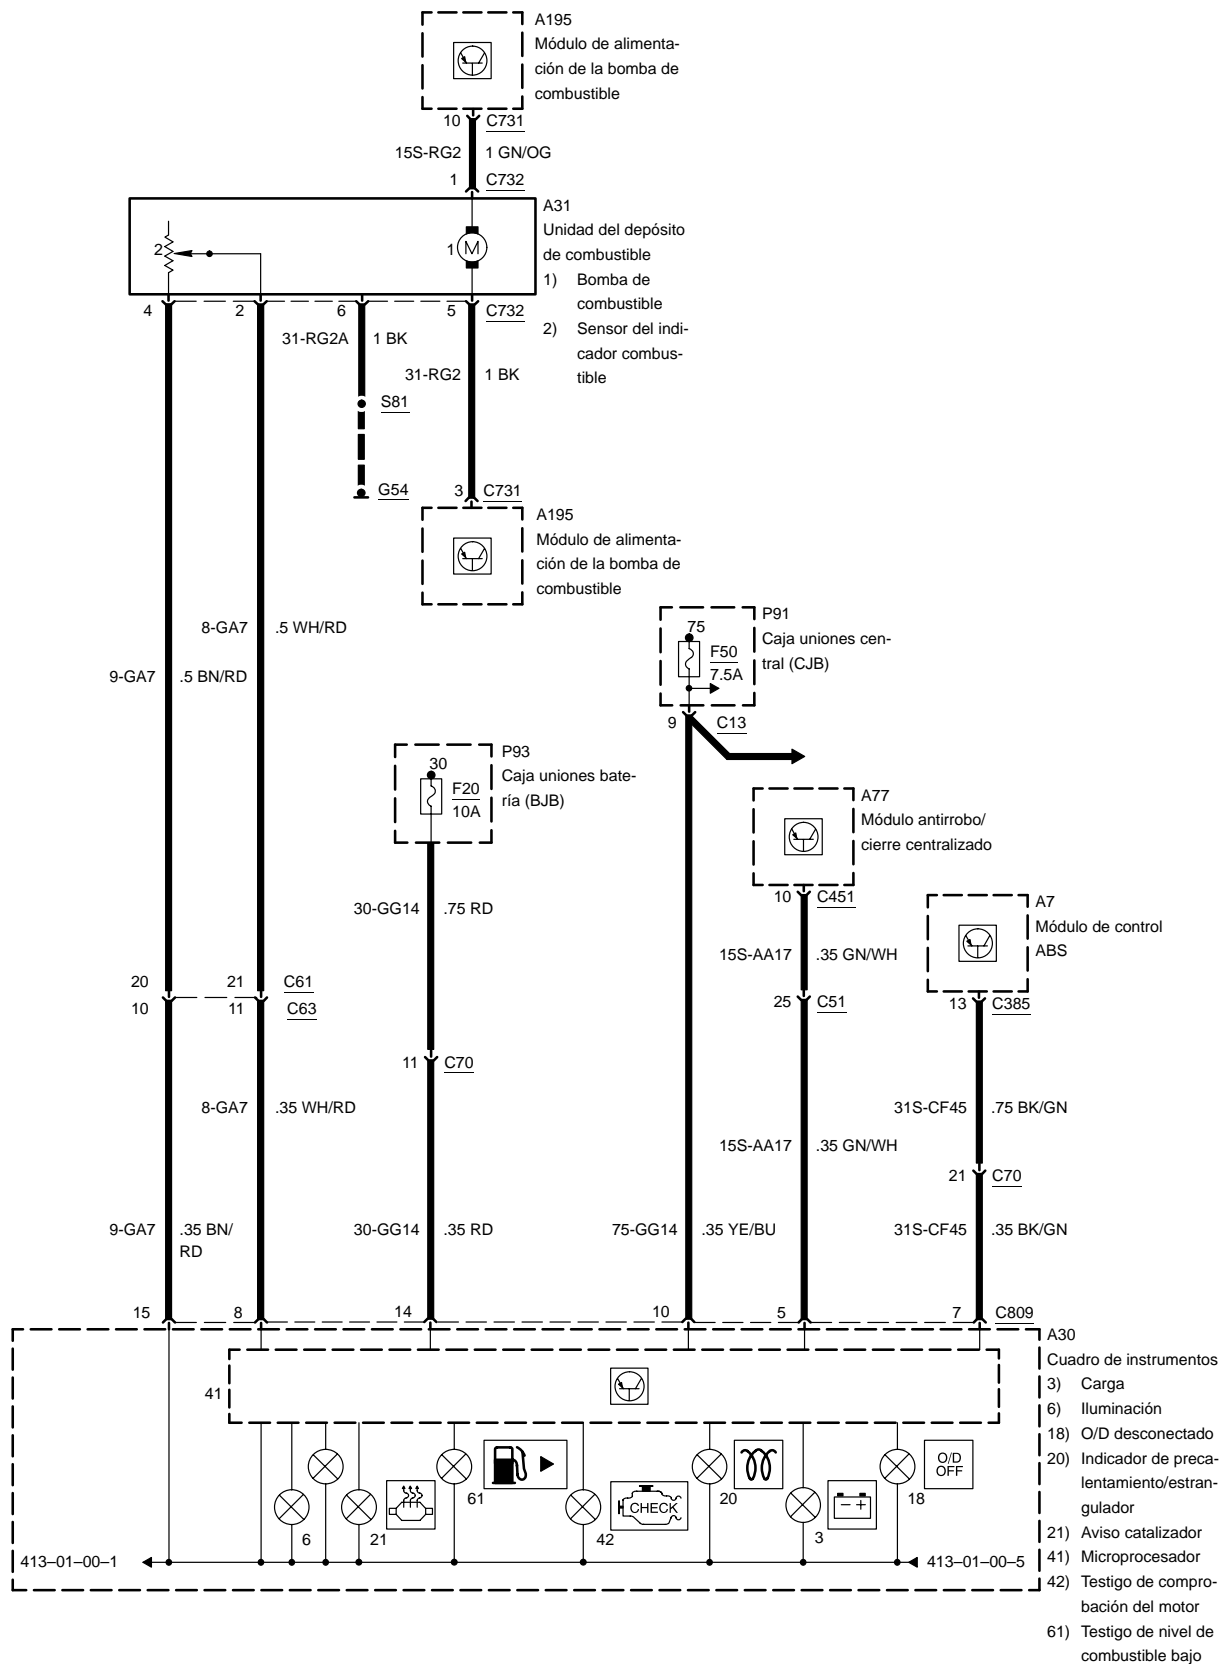 A195
Módulo de alimenta-
ción de la bomba de
combustible
10 C731
15S-RG2 1 GN/OG
1 C732
A31
Unidad del depósito
de combustible
1) Bomba de
combustible
2) Sensor del indi-
cador combus-
tible
2
1 M
4 2 6 5 C732
31-RG2A 1 BK
31-RG2 1 BK
S81
G54
3 C731
A195
Módulo de alimenta-
ción de la bomba de
combustible
8-GA7 .5 WH/RD
9-GA7 .5 BN/RD
P91
Caja uniones cen-
tral (CJB)
75
F50
7.5A
9 C13
P93
Caja uniones bate-
ría (BJB)
30
F20
10A
A77
Módulo antirrobo/
cierre centralizado
10 C451
30-GG14 .75 RD
A7
Módulo de control
ABS
15S-AA17 .35 GN/WH
20 21 C61
10 11 C63
25 C51
13 C385
11 C70
8-GA7 .35 WH/RD
31S-CF45 .75 BK/GN
15S-AA17 .35 GN/WH
21 C70
9-GA7 .35 BN/
RD
30-GG14 .35 RD
75-GG14 .35 YE/BU
31S-CF45 .35 BK/GN
15 8 14 10 5 7 C809
A30
Cuadro de instrumentos
3) Carga
6) Iluminación
18) O/D desconectado
20) Indicador de preca-
lentamiento/estran-
gulador
21) Aviso catalizador
41) Microprocesador
42) Testigo de compro-
bación del motor
61) Testigo de nivel de
combustible bajo
41
O/D
OFF
CHECK
61 20 18
6 21 42 3
413–01–00–1 413–01–00–5